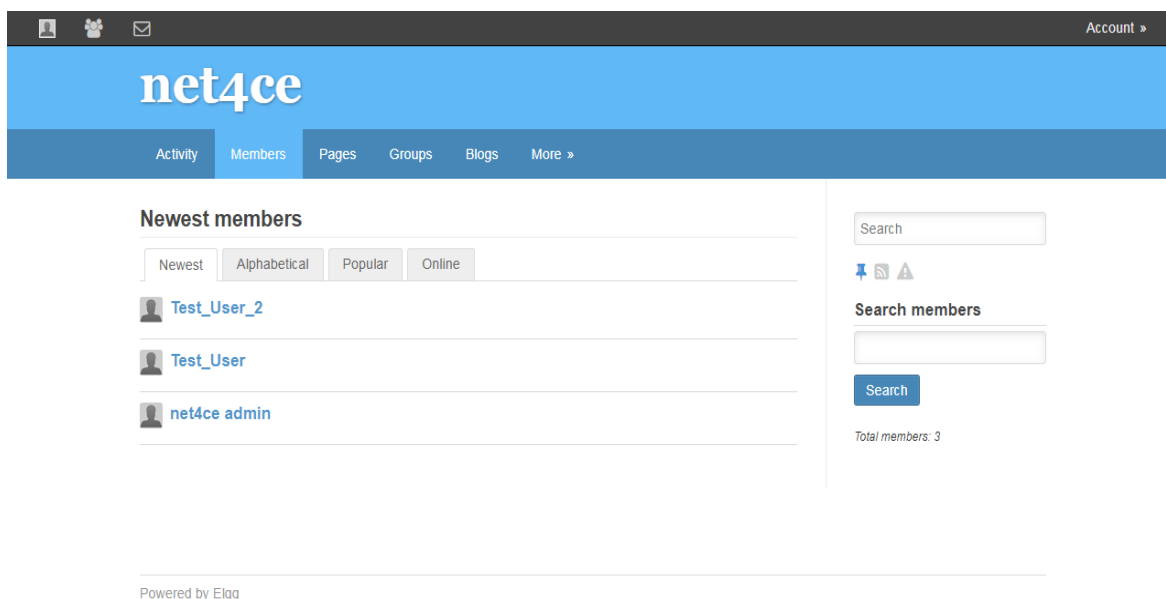 Account »
net4ce
Activity Members Pages Groups Blogs More »
Newest members
Newest Alphabetical Popular Online
Test_User_2
Test_User
net4ce admin
Search
Search members
Search
Total members: 3
Powered by Elgg